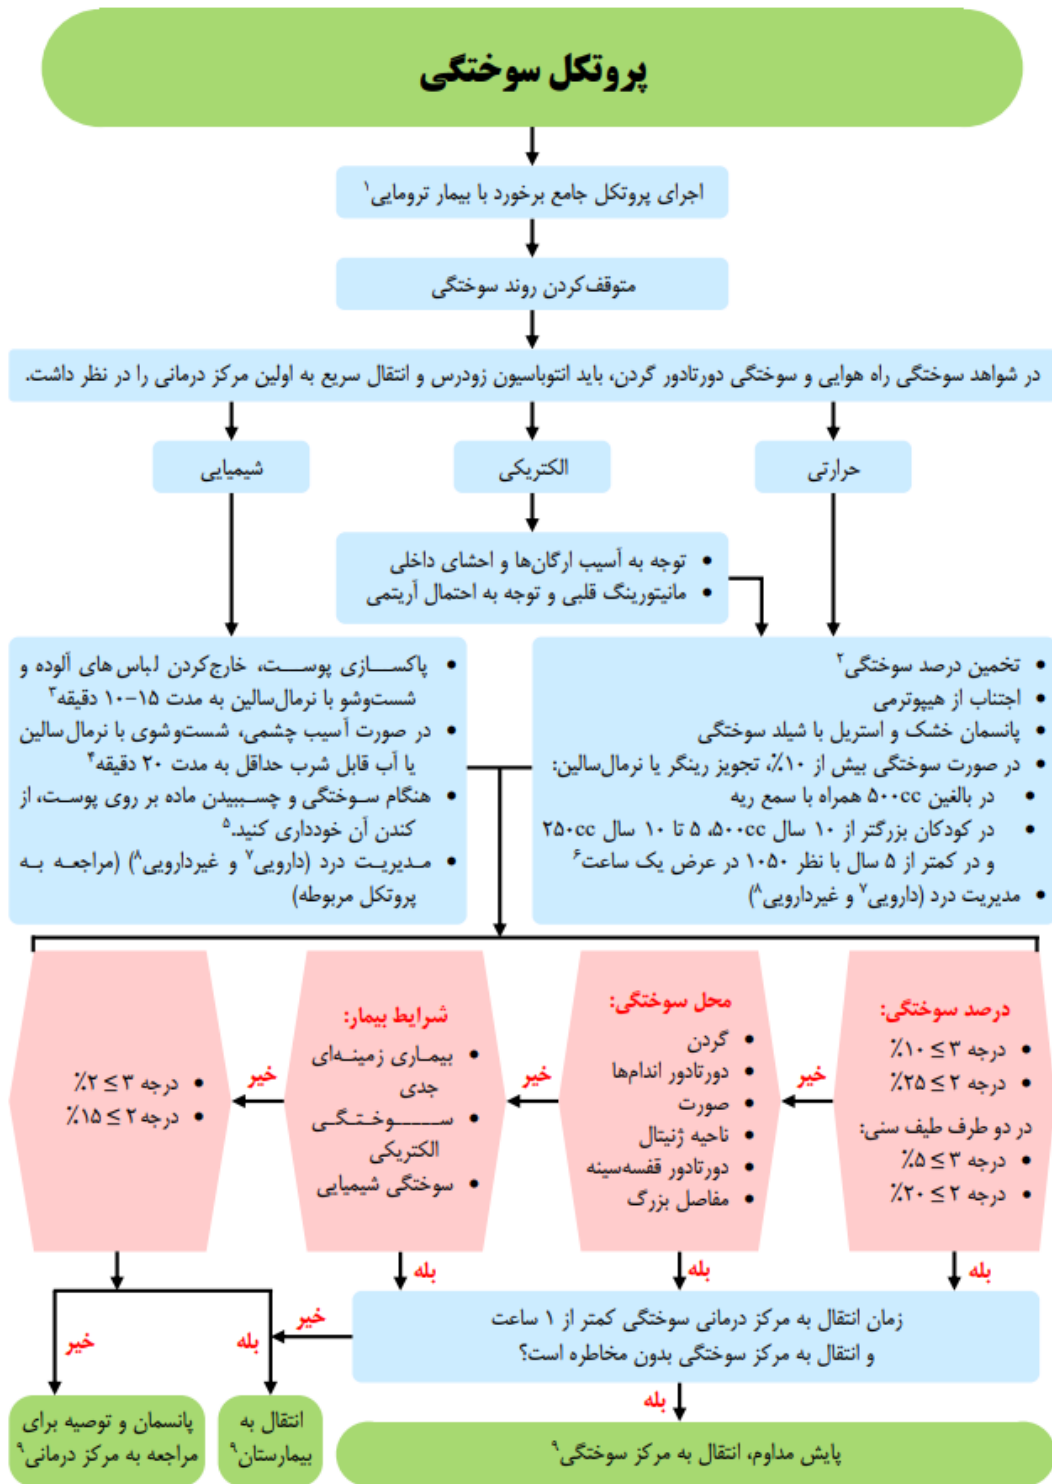 پروتکل سوختگی
اجرای پروتکل جامع برخورد با بیمار ترومایی۱
متوقف‌کردن روند سوختگی
در شواهد سوختگی راه هوایی و سوختگی دورتادور گردن، باید انتوباسیون زودرس و انتقال سریع به اولین مرکز درمانی را در نظر داشت.
حرارتی
الکتریکی
شیمیایی
• توجه به آسیب ارگان‌ها و احشای داخلی
• مانیتورینگ قلبی و توجه به احتمال آریتمی
• تخمین درصد سوختگی۲
• اجتناب از هیپوترمی
• پانسمان خشک و استریل با شیلد سوختگی
• در صورت سوختگی بیش از ۱۰٪، تجویز رینگر یا نرمال‌سالین:
• در بالغین ۵۰۰cc همراه با سمع ریه
• در کودکان بزرگتر از ۱۰ سال ۵۰۰cc، ۵ تا ۱۰ سال ۲۵۰cc
و در کمتر از ۵ سال با نظر ۱۰۵۰ در عرض یک ساعت۶
• مدیریت درد (دارویی۷ و غیردارویی۸)
• پاکسازی پوست، خارج‌کردن لباس‌های آلوده و
شست‌وشو با نرمال‌سالین به مدت ۱۵-۱۰ دقیقه۳
• در صورت آسیب چشمی، شست‌وشوی با نرمال‌سالین
یا آب قابل شرب حداقل به مدت ۲۰ دقیقه۴
• هنگام سوختگی و چسبیدن ماده بر روی پوست، از
کندن آن خودداری کنید.۵
• مدیریت درد (دارویی۷ و غیردارویی۸) (مراجعه به
پروتکل مربوطه)
درصد سوختگی:
• درجه ۳ ≥ ۱۰٪
• درجه ۲ ≥ ۲۵٪
در دو طرف طیف سنی:
• درجه ۳ ≥ ۵٪
• درجه ۲ ≥ ۲۰٪
خیر
محل سوختگی:
• گردن
• دورتادور اندام‌ها
• صورت
• ناحیه ژنیتال
• دورتادور قفسه‌سینه
• مفاصل بزرگ
خیر
شرایط بیمار:
• بیماری زمینه‌ای
جدی
• سوختگی
الکتریکی
• سوختگی شیمیایی
خیر
• درجه ۳ ≥ ۲٪
• درجه ۲ ≥ ۱۵٪
بله
بله
بله
زمان انتقال به مرکز درمانی سوختگی کمتر از ۱ ساعت
و انتقال به مرکز سوختگی بدون مخاطره است؟
خیر
بله
خیر
بله
پایش مداوم، انتقال به مرکز سوختگی۹
انتقال به
بیمارستان۹
پانسمان و توصیه برای
مراجعه به مرکز درمانی۹